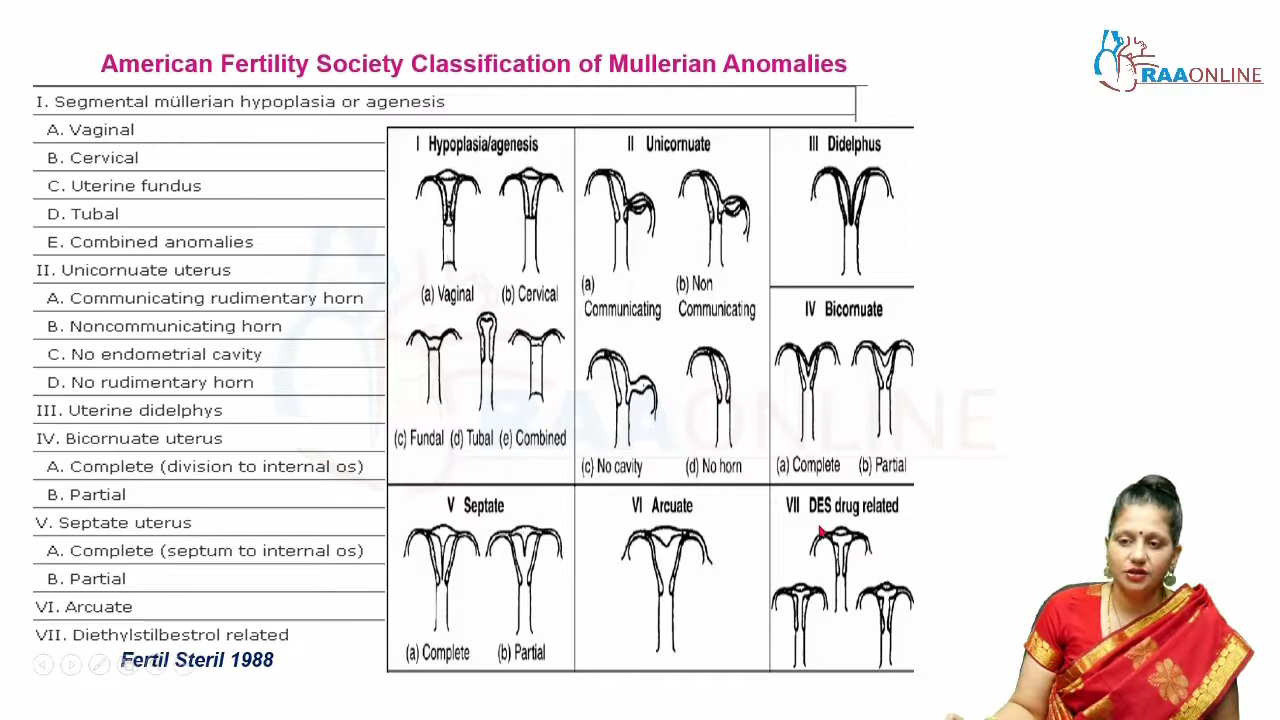 American Fertility Society Classification of Mullerian Anomalies
RAAONLINE
I. Segmental müllerian hypoplasia or agenesis
A. Vaginal
B. Cervical
C. Uterine fundus
D. Tubal
E. Combined anomalies
II. Unicornuate uterus
A. Communicating rudimentary horn
B. Noncommunicating horn
C. No endometrial cavity
D. No rudimentary horn
III. Uterine didelphys
IV. Bicornuate uterus
A. Complete (division to internal os)
B. Partial
V. Septate uterus
A. Complete (septum to internal os)
B. Partial
VI. Arcuate
VII. Diethylstilbestrol related
Fertil Steril 1988
I Hypoplasia/agenesis
(a) Vaginal (b) Cervical
(c) Fundal (d) Tubal (e) Combined
II Unicornuate
(a) (b) Non
Communicating Communicating
(c) No cavity (d) No horn
III Didelphus
IV Bicornuate
(a) Complete (b) Partial
V Septate
(a) Complete (b) Partial
VI Arcuate
VII DES drug related
RAAONLINE